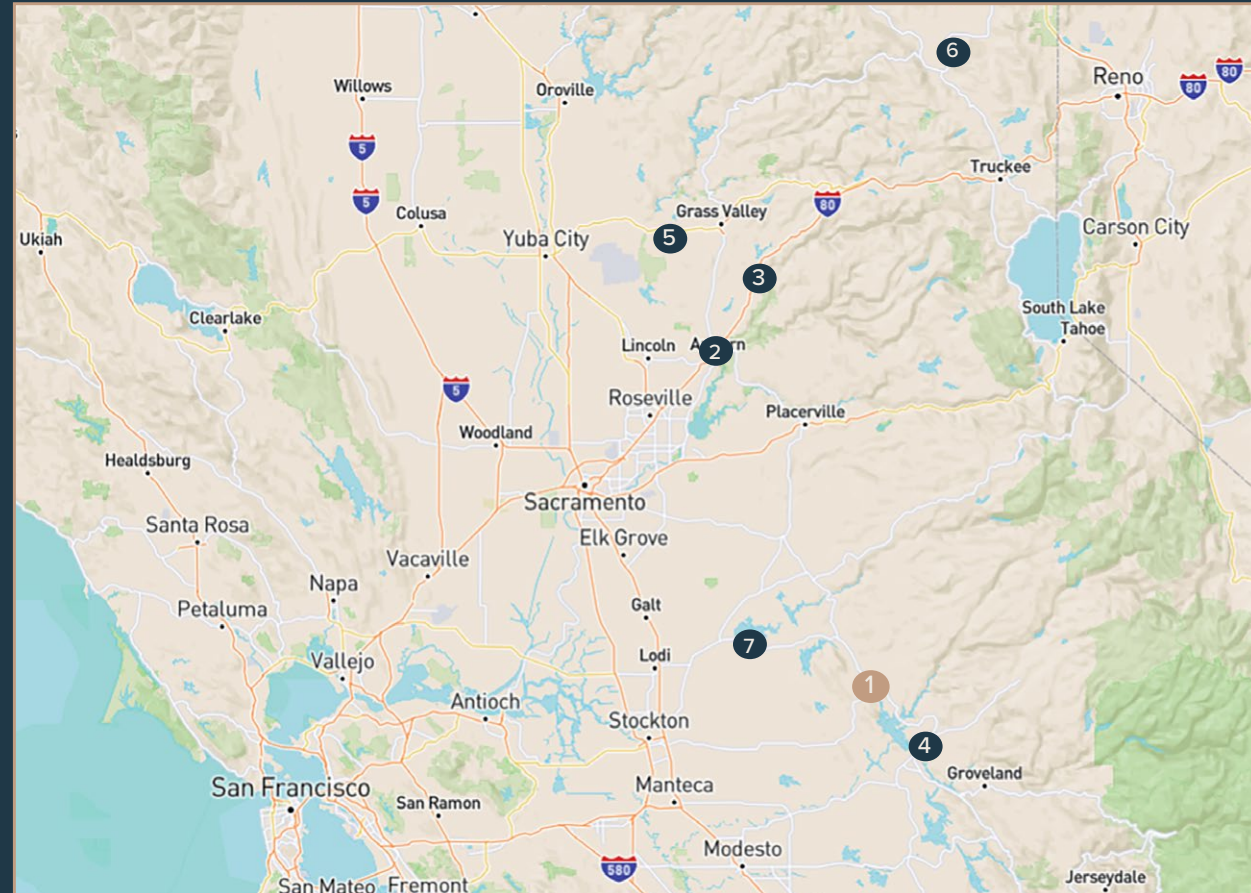 6
Reno
80
80
Willows
Oroville
5
Truckee
5
80
Colusa
Grass Valley
Ukiah
Yuba City
5
Carson City
3
Clearlake
South Lake
Tahoe
Lincoln
2
5
Roseville
Placerville
Woodland
Healdsburg
Sacramento
Santa Rosa
Elk Grove
Vacaville
Napa
Petaluma
Galt
7
Lodi
Vallejo
1
Antioch
Stockton
4
Groveland
San Francisco
Manteca
San Ramon
Modesto
580
Jerseydale
San Mateo
Fremont